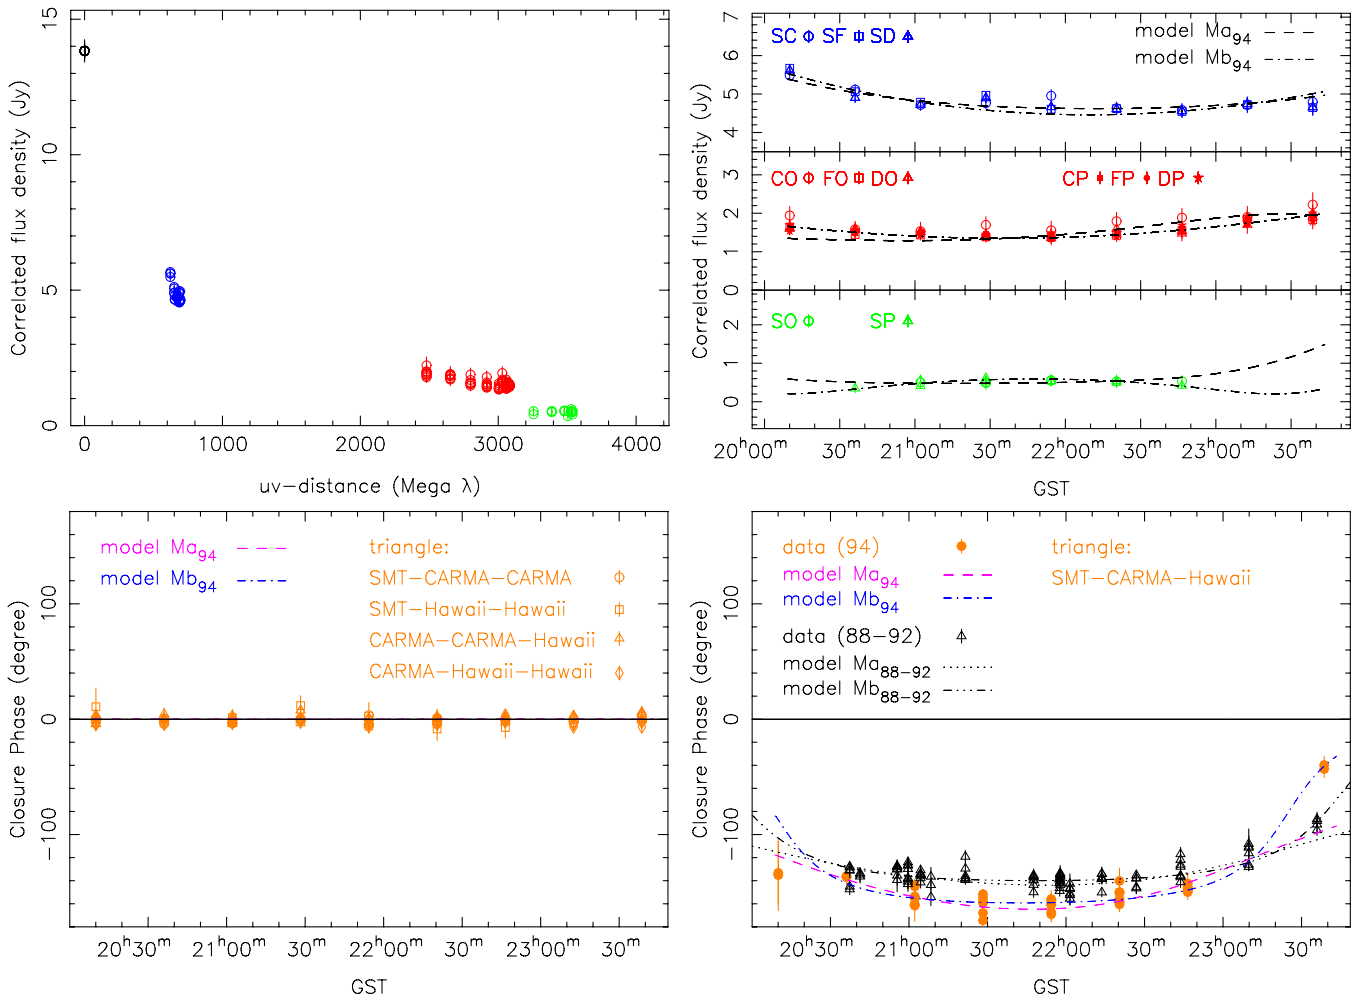 15
10
5
0
Correlated flux density (Jy)
0 1000 2000 3000 4000
uv−distance (Mega λ)
SC SF SD
model Ma94
model Mb94
7
6
5
4
CO FO DO CP FP DP
3
2
1
0
SO SP
2
1
0
Correlated flux density (Jy)
20h00m 30m 21h00m 30m 22h00m 30m 23h00m 30m
GST
model Ma94
model Mb94
triangle:
SMT−CARMA−CARMA
SMT−Hawaii−Hawaii
CARMA−CARMA−Hawaii
CARMA−Hawaii−Hawaii
100
0
−100
Closure Phase (degree)
20h30m 21h00m 30m 22h00m 30m 23h00m 30m
GST
data (94)
model Ma94
model Mb94
data (88−92)
model Ma88−92
model Mb88−92
triangle:
SMT−CARMA−Hawaii
100
0
−100
Closure Phase (degree)
20h30m 21h00m 30m 22h00m 30m 23h00m 30m
GST